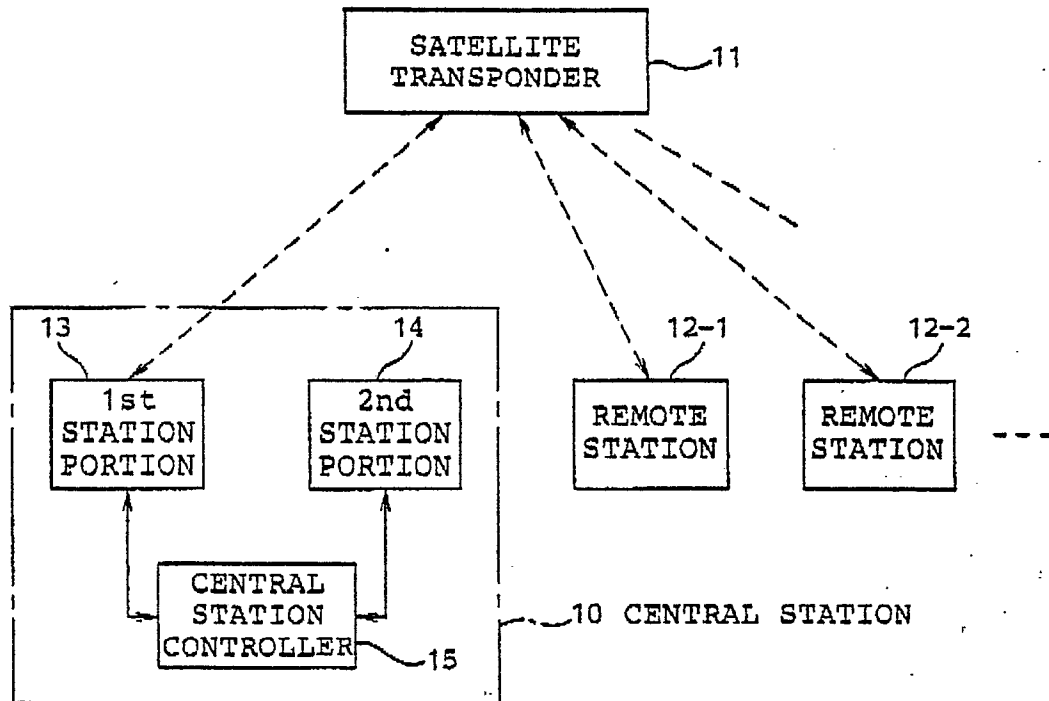 SATELLITE
TRANSPONDER
11
13
1st
STATION
PORTION
14
2nd
STATION
PORTION
12-1
REMOTE
STATION
12-2
REMOTE
STATION
CENTRAL
STATION
CONTROLLER
15
10 CENTRAL STATION